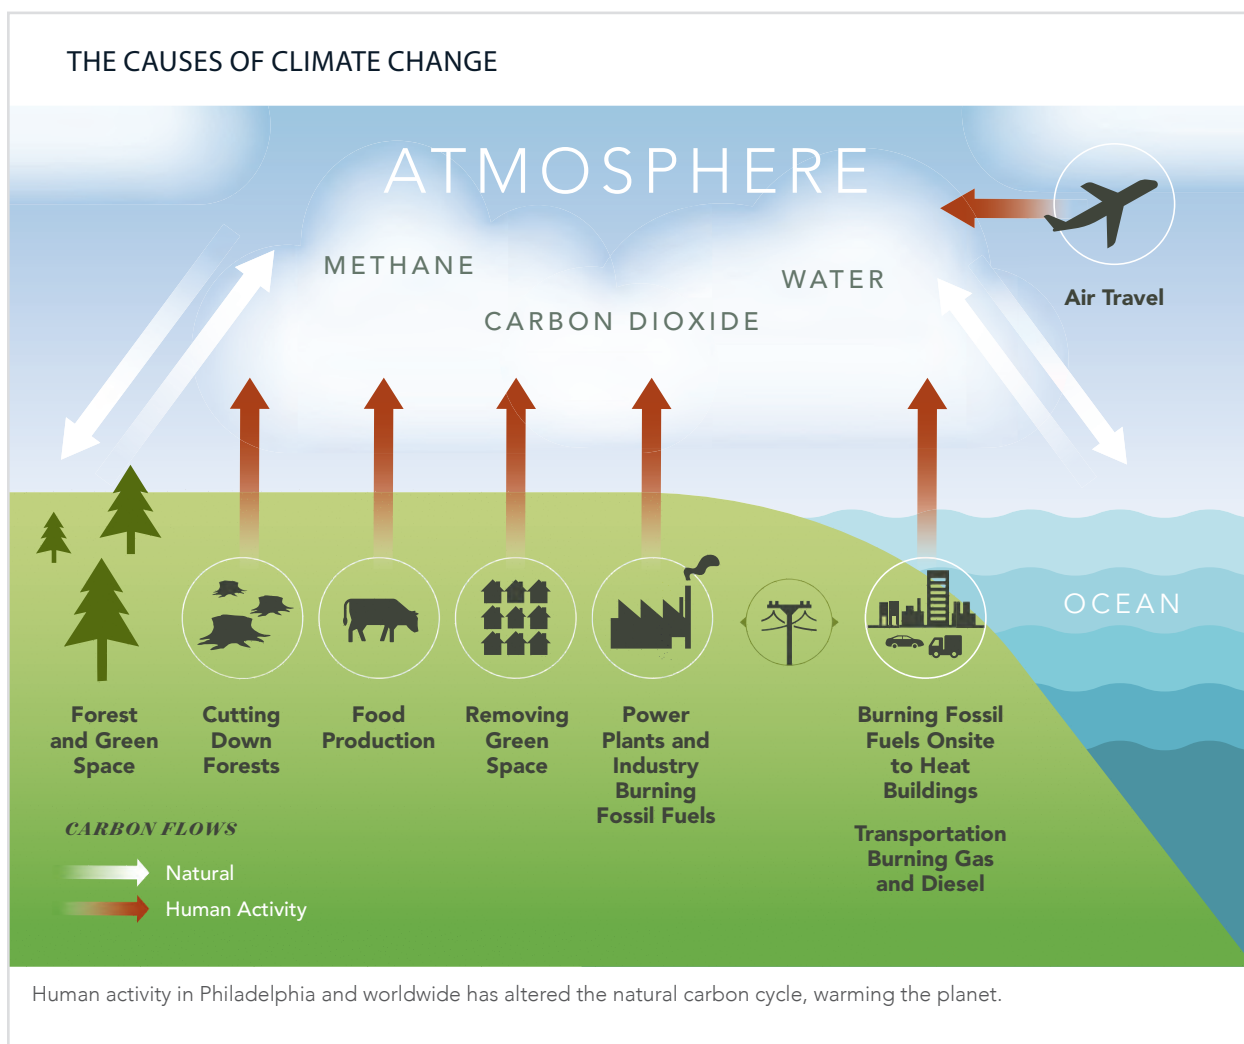 THE CAUSES OF CLIMATE CHANGE
ATMOSPHERE
METHANE
WATER
CARBON DIOXIDE
Air Travel
OCEAN
Forest
and Green
Space
Cutting
Down
Forests
Food
Production
Removing
Green
Space
Power
Plants and
Industry
Burning
Fossil Fuels
Burning Fossil
Fuels Onsite
to Heat
Buildings
Transportation
Burning Gas
and Diesel
CARBON FLOWS
Natural
Human Activity
Human activity in Philadelphia and worldwide has altered the natural carbon cycle, warming the planet.